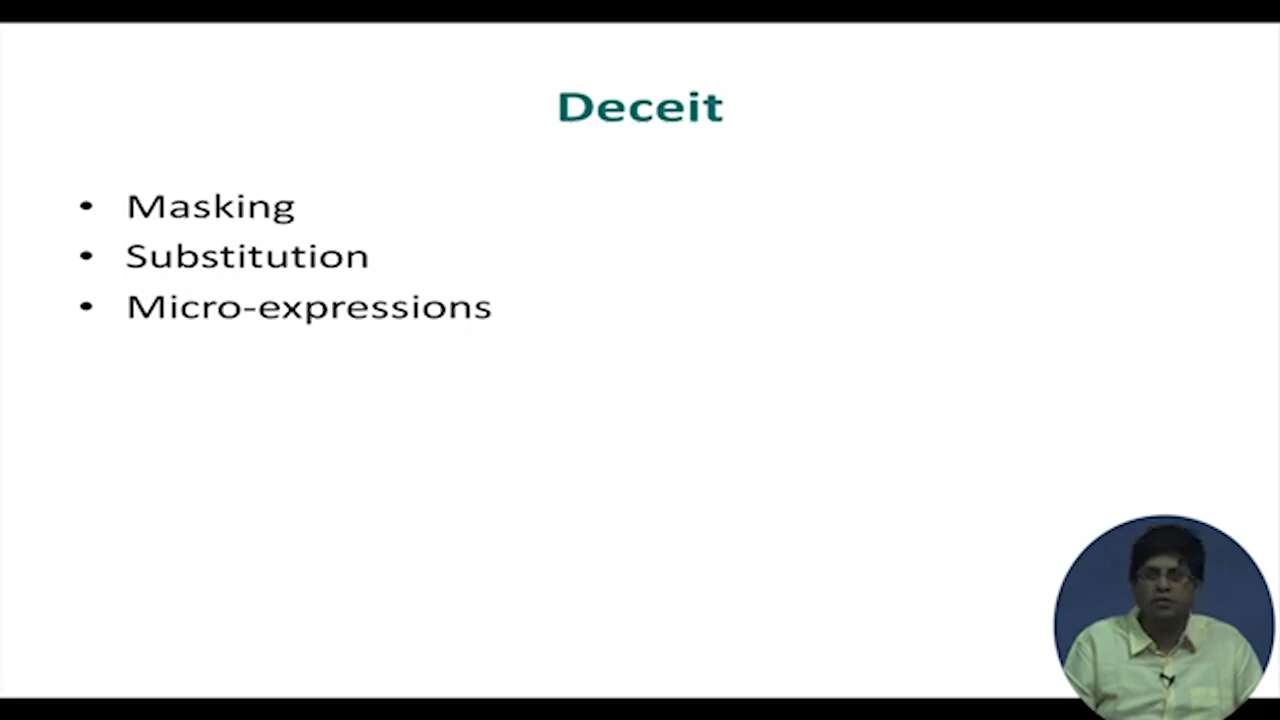 Deceit
• Masking
• Substitution
• Micro-expressions